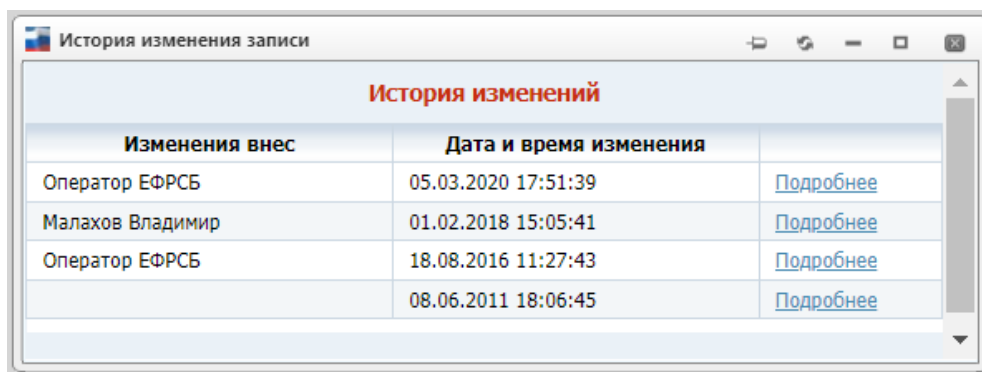 История изменения записи
История изменений
Изменения внес Дата и время изменения
Оператор ЕФРСБ 05.03.2020 17:51:39 Подробнее
Малахов Владимир 01.02.2018 15:05:41 Подробнее
Оператор ЕФРСБ 18.08.2016 11:27:43 Подробнее
08.06.2011 18:06:45 Подробнее